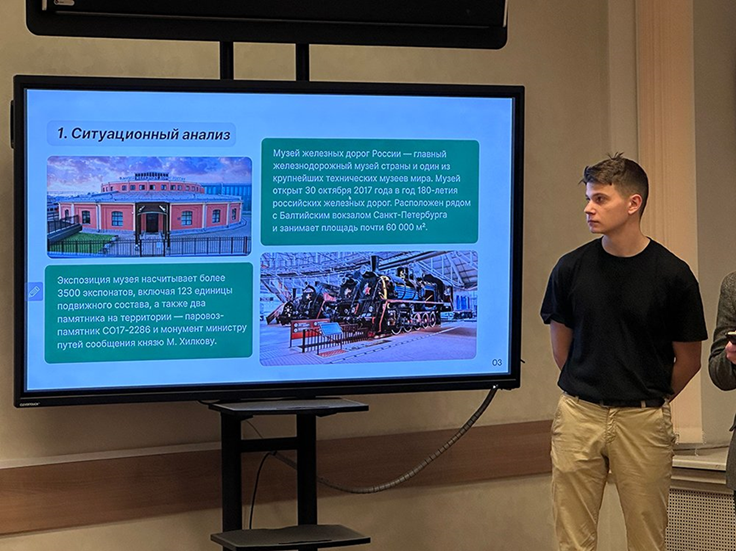 1. Ситуационный анализ
Музей железных дорог России — главный
железнодорожный музей страны и один из
крупнейших технических музеев мира. Музей
открыт 30 октября 2017 года в год 180-летия
российских железных дорог. Расположен рядом
с Балтийским вокзалом Санкт-Петербурга
и занимает площадь почти 60 000 м².
Экспозиция музея насчитывает более
3500 экспонатов, включая 123 единицы
подвижного состава, а также два
памятника на территории — паровоз-
памятник СО17-2286 и монумент министру
путей сообщения князю М. Хилкову.
03